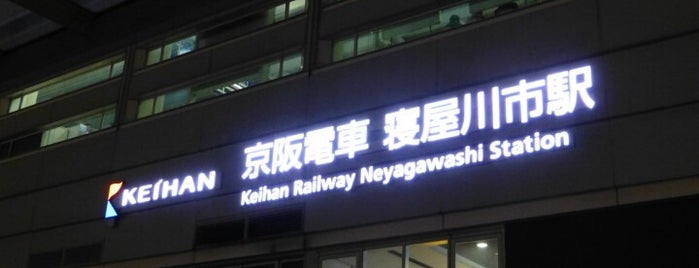 KEIHAN
京阪電車 寝屋川市駅
Keihan Railway Neyagawashi Station